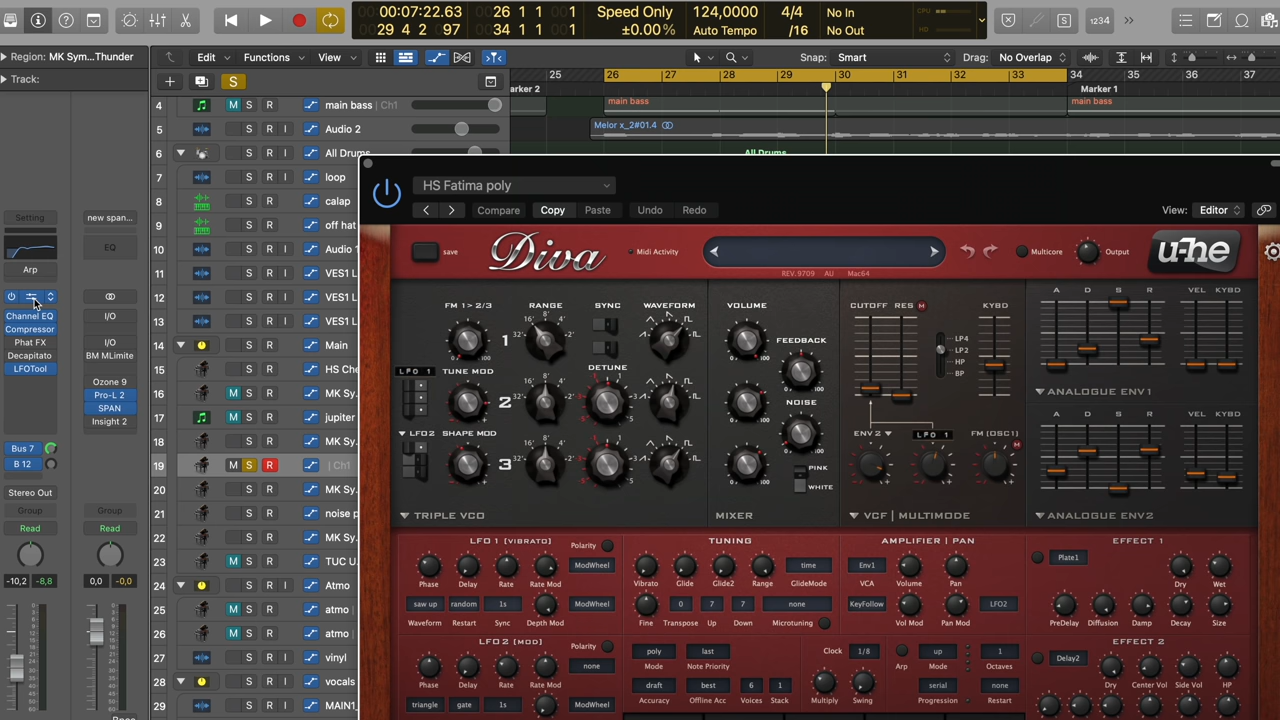 00:00:07:22.63
29 4 2 97
26 1 1 1
34 1 1 1
Speed Only
±0.00%
124,0000
Auto Tempo
4/4
/16
No In
No Out
CPU
HD
1234
Region: MK Sym...Thunder
Track:
Edit
Functions
View
Snap: Smart
Drag: No Overlap
S
25 26 27 28 29 30 31 32 33 34 35 36 37
arker 2
Marker 1
4 M S R main bass | Ch1
main bass
main bass
5 S R I Audio 2
Melor x_2#01.4
6 S R I All Drums
All Drums
7 S R I loop
8 S R calap
9 S R off hat
10 S R I Audio 1
11 S R I VES1 L
12 S R I VES1 L
13 S R I VES1 L
14 S R I Main
15 S R HS Che
16 M S R MK Sy.
17 M S R jupiter
18 S R MK Sy.
19 M S R | Ch1
20 S R MK Sy.
21 S R noise p
22 S R MK Sy.
23 M S R TUC U.
24 S R I Atmo
25 M S R atmo
26 M S R atmo
27 S R I vinyl
28 S R I vocals
29 S R I MAIN1_
Setting
Arp
Channel EQ
Compressor
Phat FX
Decapitato
LFOTool
Bus 7
B 12
Stereo Out
Group
Read
-10,2 -8,8
new span...
EQ
I/O
I/O
BM MLimite
Ozone 9
Pro-L 2
SPAN
Insight 2
Group
Read
0,0 -0,0
HS Fatima poly
Compare
Copy
Paste
Undo
Redo
View: Editor
save
Diva
Midi Activity
REV.9709 AU Mac64
Multicore
Output
u-he
FM 1> 2/3
RANGE
SYNC
WAVEFORM
1
LFO 1
TUNE MOD
DETUNE
2
LFO2
SHAPE MOD
3
TRIPLE VCO
VOLUME
FEEDBACK
NOISE
PINK
WHITE
MIXER
CUTOFF RES M
KYBD
LP4
LP2
HP
BP
ENV 2
LFO 1
FM (OSC1)
M
VCF | MULTIMODE
A D S R VEL KYBD
ANALOGUE ENV1
A D S R VEL KYBD
ANALOGUE ENV2
LFO 1 (VIBRATO)
Polarity
Phase
Delay
Rate
Rate Mod
ModWheel
saw up
random
1s
ModWheel
Waveform
Restart
Sync
Depth Mod
TUNING
Vibrato
Glide
Glide2
Range
time
GlideMode
0
7
7
none
Fine
Transpose
Up
Down
Microtuning
AMPLIFIER | PAN
Env1
VCA
Volume
Pan
KeyFollow
LFO2
Vol Mod
Pan Mod
EFFECT 1
Plate1
Dry
Wet
PreDelay
Diffusion
Damp
Decay
Size
LFO 2 (MOD)
Polarity
Phase
Delay
Rate
Rate Mod
none
triangle
gate
1s
ModWheel
poly
last
Mode
Note Priority
draft
best
6
1
Accuracy
Offline Acc
Voices
Stack
Clock 1/8
Multiply
Swing
Arp
up
Mode
1
Octaves
serial
none
Progression
Restart
EFFECT 2
Delay2
Dry
Center Vol
Side Vol
HP